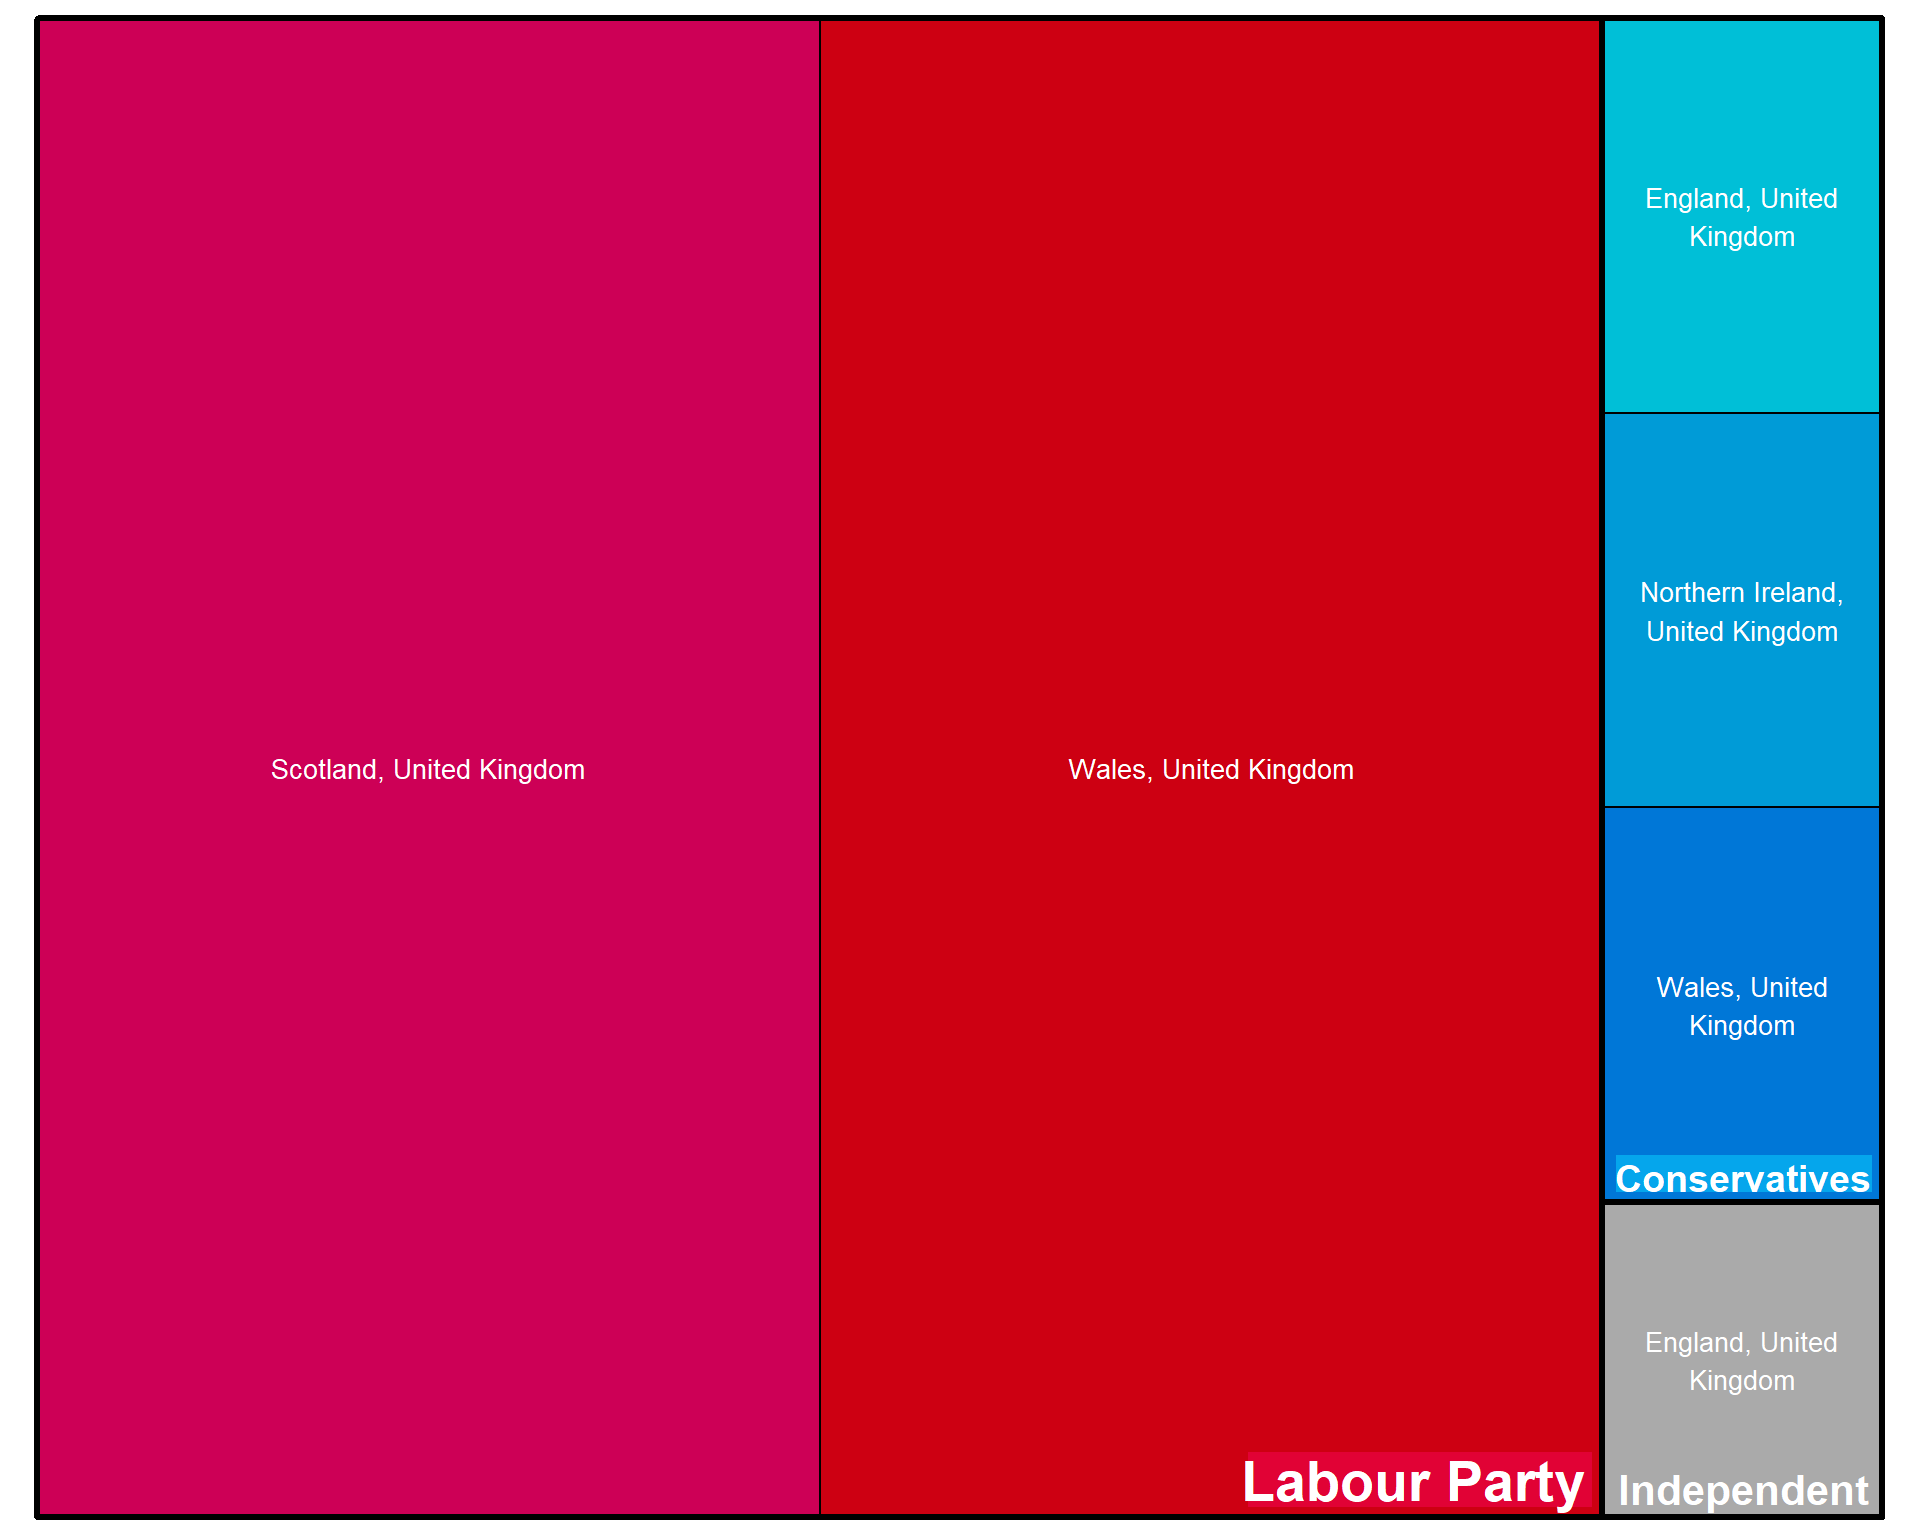 Scotland, United Kingdom
Wales, United Kingdom
Labour Party
England, United
Kingdom
Northern Ireland,
United Kingdom
Wales, United
Kingdom
Conservatives
England, United
Kingdom
Independent